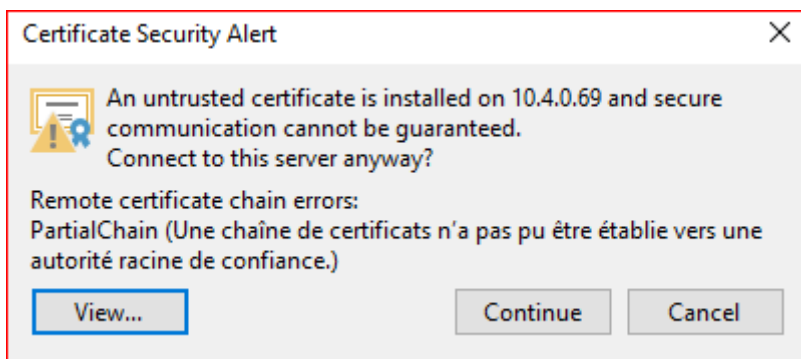 Certificate Security Alert
An untrusted certificate is installed on 10.4.0.69 and secure
communication cannot be guaranteed.
Connect to this server anyway?
Remote certificate chain errors:
PartialChain (Une chaîne de certificats n’a pas pu être établie vers une
autorité racine de confiance.)
View... Continue Cancel